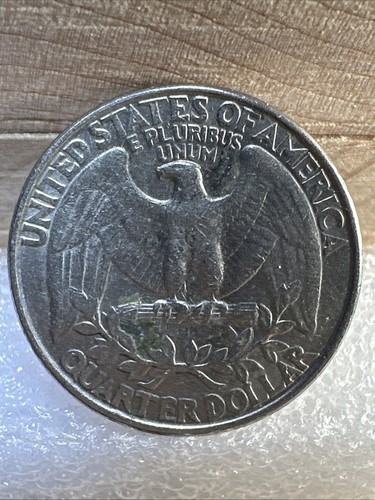 UNITED STATES OF AMERICA
E PLURIBUS
UNUM
QUARTER DOLLAR